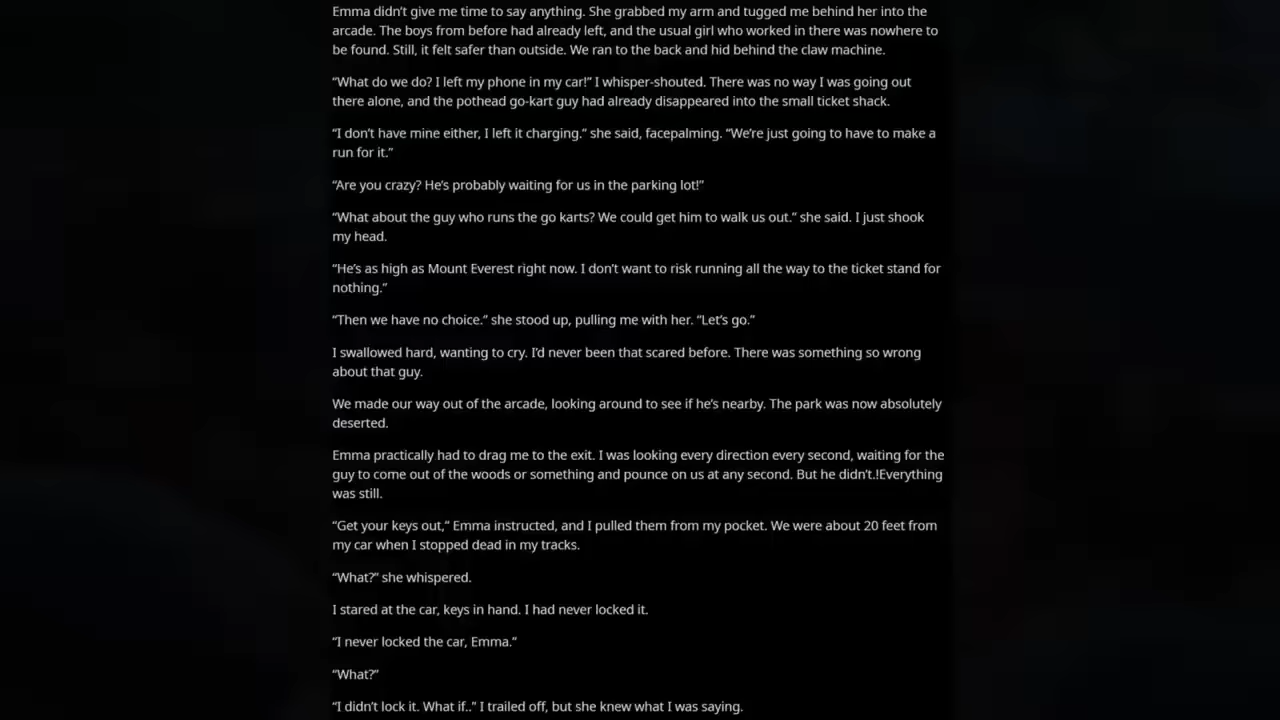 Emma didn’t give me time to say anything. She grabbed my arm and tugged me behind her into the
arcade. The boys from before had already left, and the usual girl who worked in there was nowhere to
be found. Still, it felt safer than outside. We ran to the back and hid behind the claw machine.
“What do we do? I left my phone in my car!” I whisper-shouted. There was no way I was going out
there alone, and the pothead go-kart guy had already disappeared into the small ticket shack.
“I don’t have mine either, I left it charging.” she said, facepalming. “We’re just going to have to make a
run for it.”
“Are you crazy? He’s probably waiting for us in the parking lot!”
“What about the guy who runs the go karts? We could get him to walk us out.” she said. I just shook
my head.
“He’s as high as Mount Everest right now. I don’t want to risk running all the way to the ticket stand for
nothing.”
“Then we have no choice.” she stood up, pulling me with her. “Let’s go.”
I swallowed hard, wanting to cry. I’d never been that scared before. There was something so wrong
about that guy.
We made our way out of the arcade, looking around to see if he’s nearby. The park was now absolutely
deserted.
Emma practically had to drag me to the exit. I was looking every direction every second, waiting for the
guy to come out of the woods or something and pounce on us at any second. But he didn’t.!Everything
was still.
“Get your keys out,” Emma instructed, and I pulled them from my pocket. We were about 20 feet from
my car when I stopped dead in my tracks.
“What?” she whispered.
I stared at the car, keys in hand. I had never locked it.
“I never locked the car, Emma.”
“What?”
“I didn’t lock it. What if..” I trailed off, but she knew what I was saying.